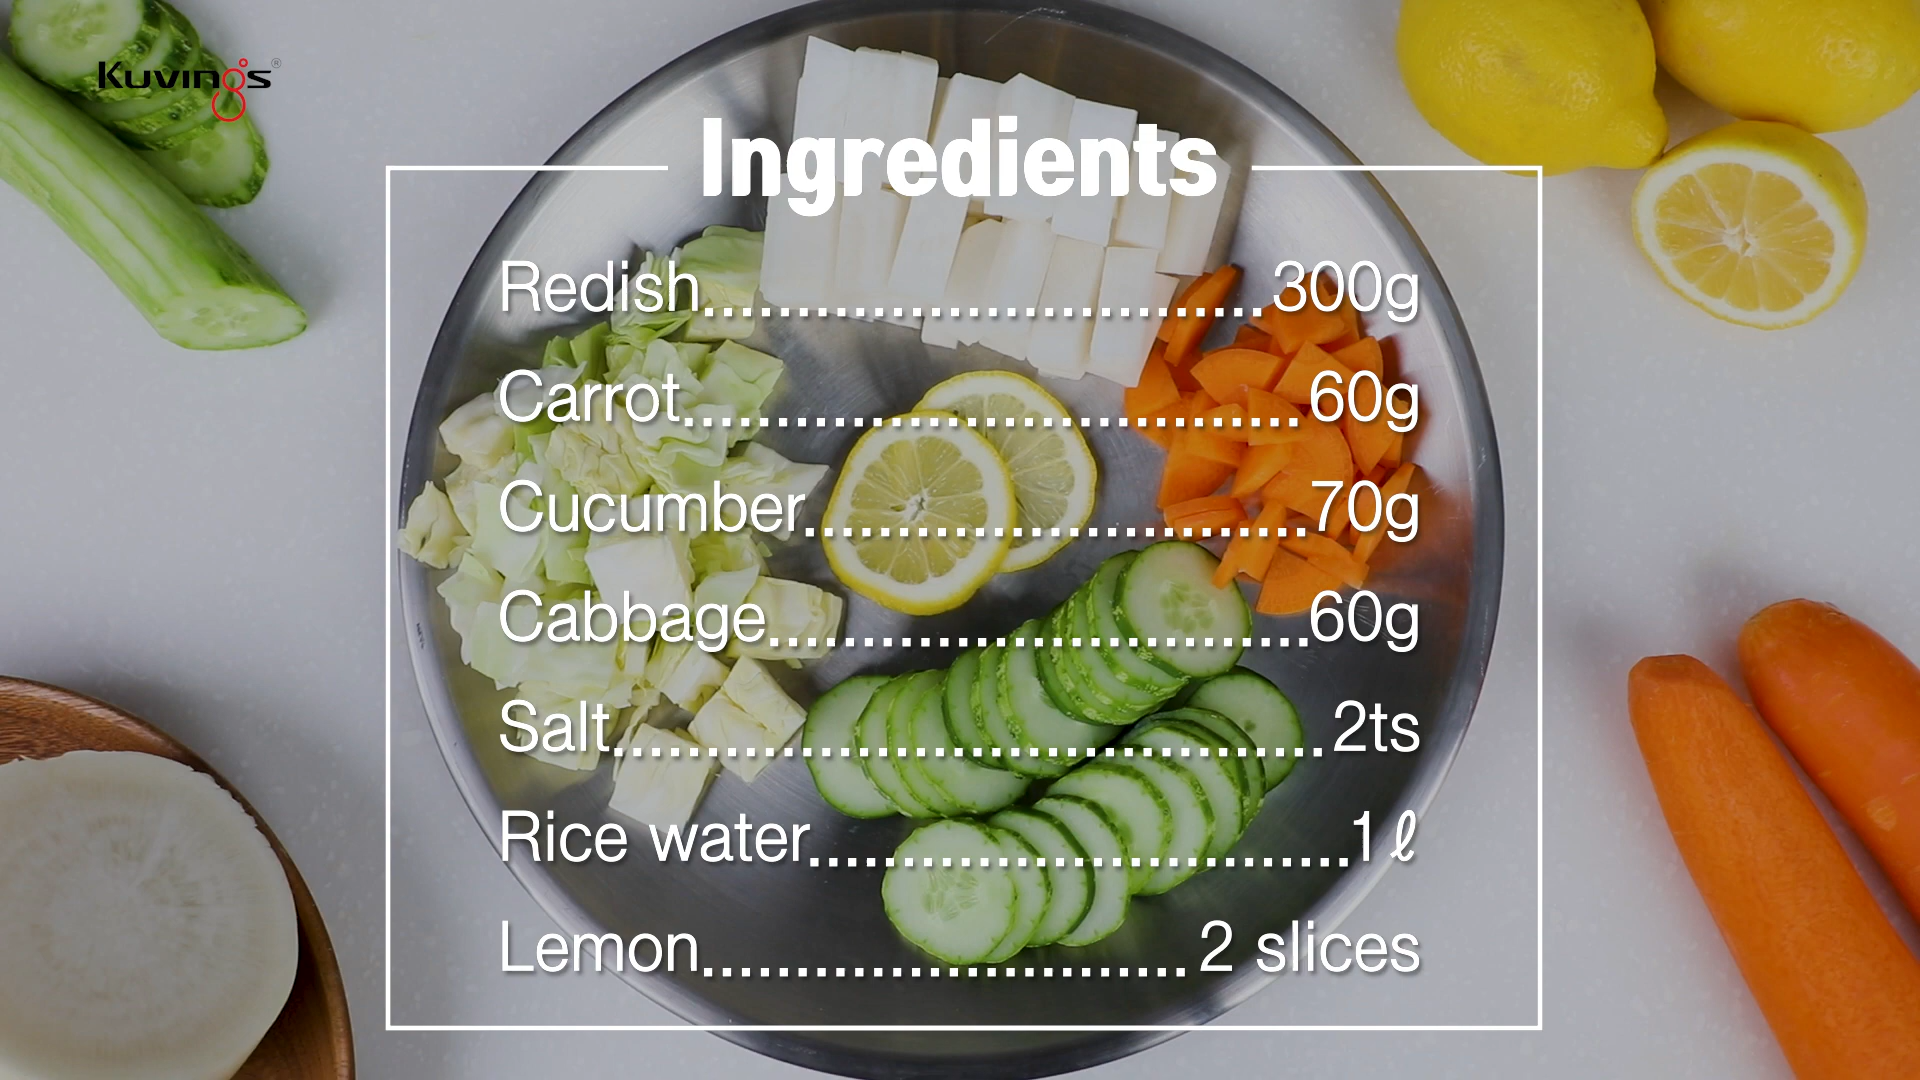 Kuvings®
Ingredients
Redish..............................300g
Carrot.................................60g
Cucumber...........................70g
Cabbage.............................60g
Salt......................................2ts
Rice water.............................1ℓ
Lemon..........................2 slices